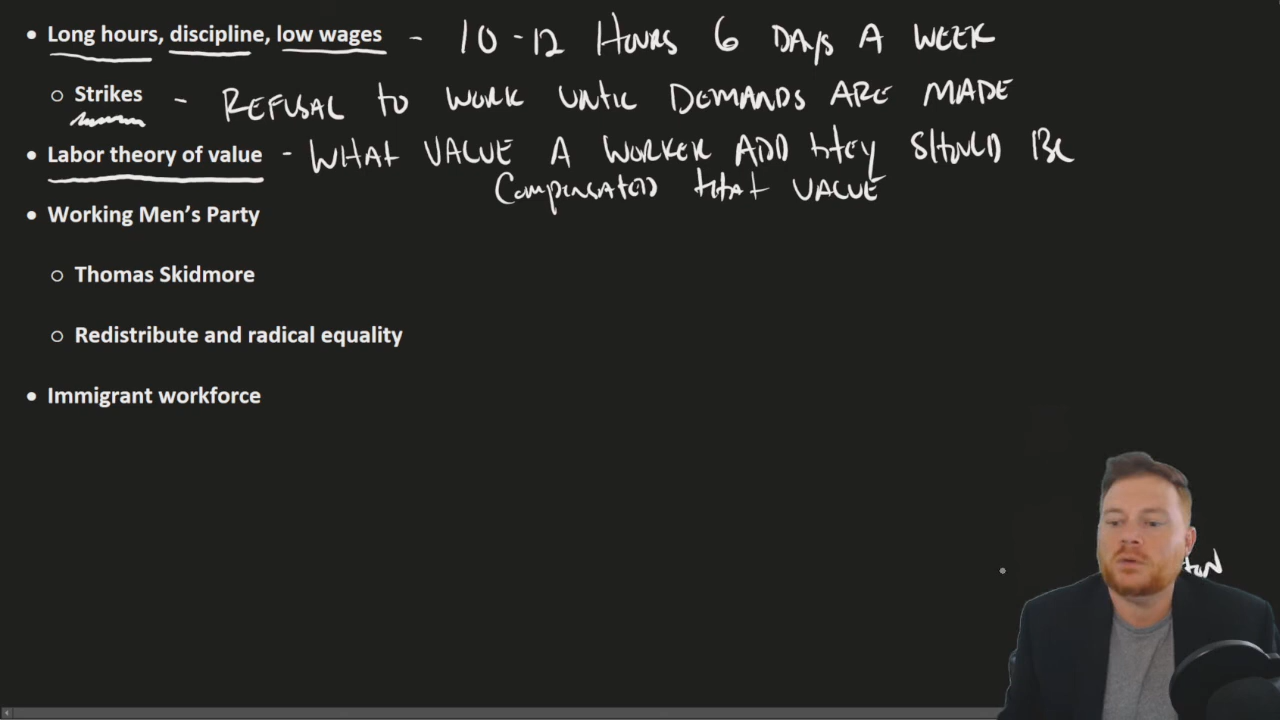 • Long hours, discipline, low wages - 10-12 HOURS 6 DAYS A WEEK
○ Strikes - REFUSAL to WORK UNTIL DEMANDS ARE MADE
• Labor theory of value - WHAT VALUE A WORKER ADD tHEy SHOULD BE
COMPENSATED tHAt VALUE
• Working Men's Party
○ Thomas Skidmore
○ Redistribute and radical equality
• Immigrant workforce